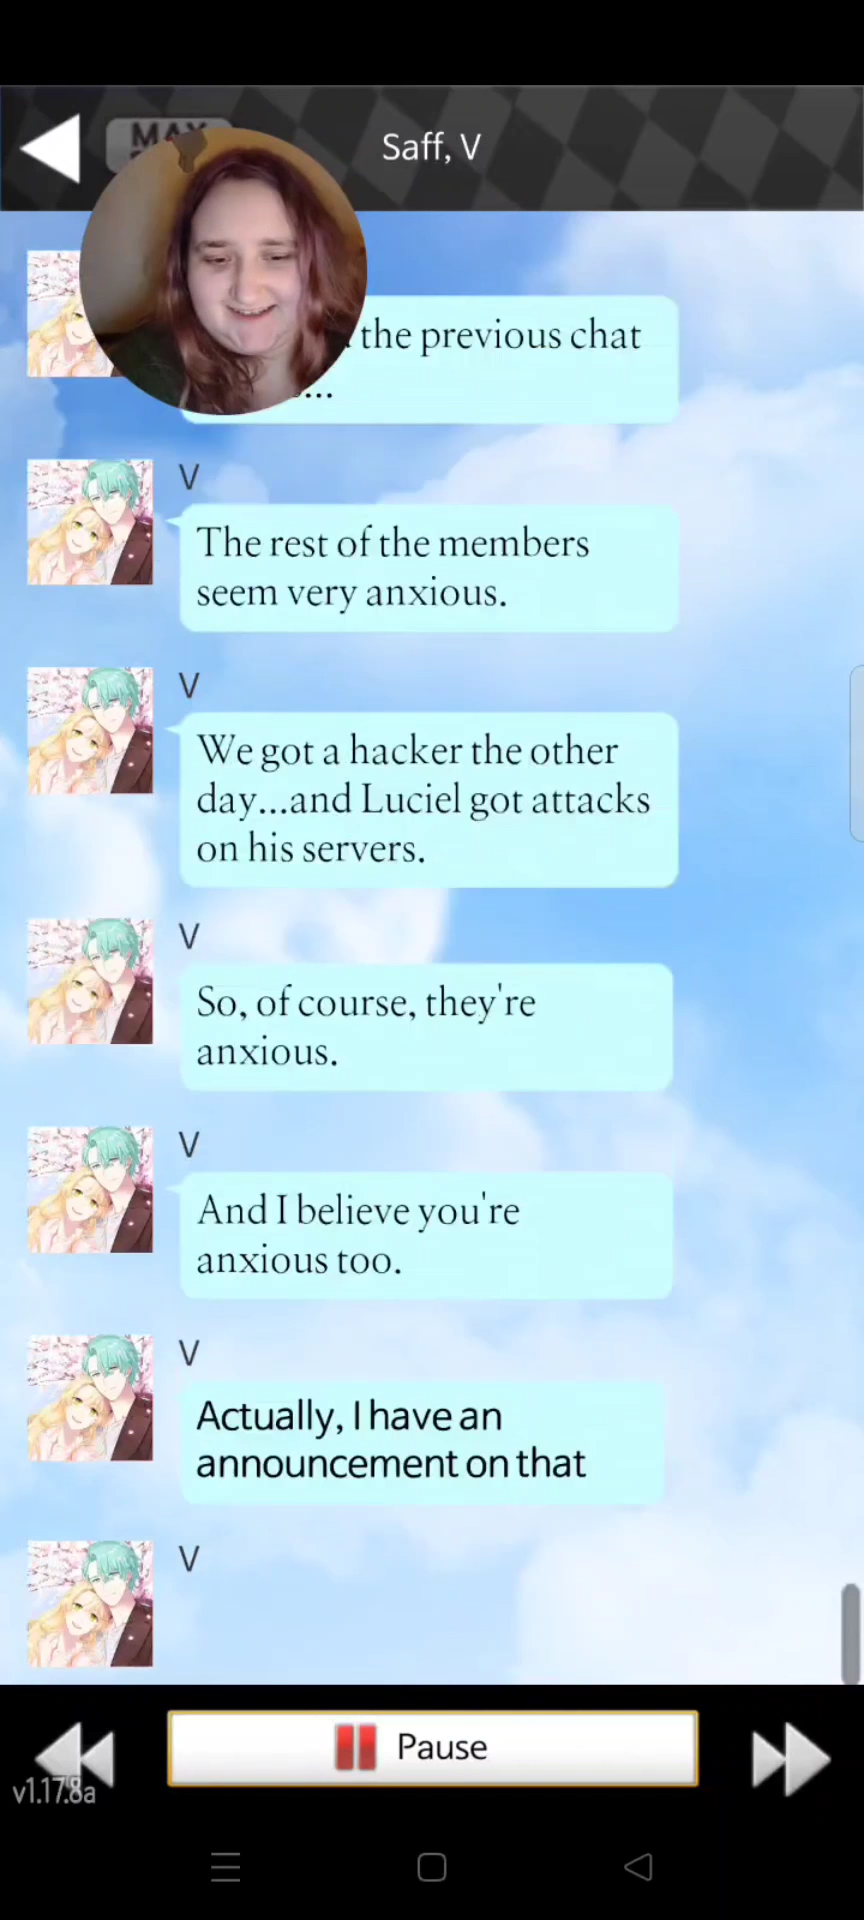 MAX
Saff, V
the previous chat
...
V
The rest of the members
seem very anxious.
V
We got a hacker the other
day...and Luciel got attacks
on his servers.
V
So, of course, they're
anxious.
V
And I believe you're
anxious too.
V
Actually, I have an
announcement on that
V
Pause
v1.17.8a